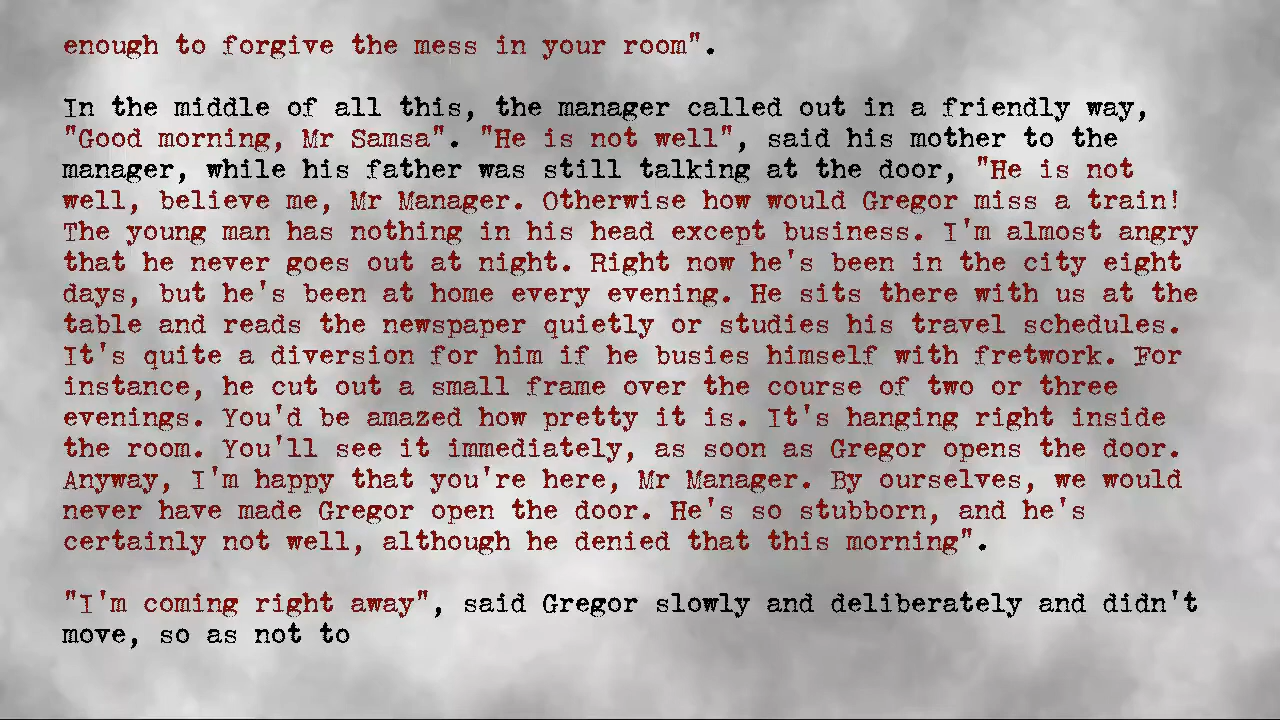 enough to forgive the mess in your room".
In the middle of all this, the manager called out in a friendly way,
"Good morning, Mr Samsa". "He is not well", said his mother to the
manager, while his father was still talking at the door, "He is not
well, believe me, Mr Manager. Otherwise how would Gregor miss a train!
The young man has nothing in his head except business. I'm almost angry
that he never goes out at night. Right now he's been in the city eight
days, but he's been at home every evening. He sits there with us at the
table and reads the newspaper quietly or studies his travel schedules.
It's quite a diversion for him if he busies himself with fretwork. For
instance, he cut out a small frame over the course of two or three
evenings. You'd be amazed how pretty it is. It's hanging right inside
the room. You'll see it immediately, as soon as Gregor opens the door.
Anyway, I'm happy that you're here, Mr Manager. By ourselves, we would
never have made Gregor open the door. He's so stubborn, and he's
certainly not well, although he denied that this morning".
"I'm coming right away", said Gregor slowly and deliberately and didn't
move, so as not to